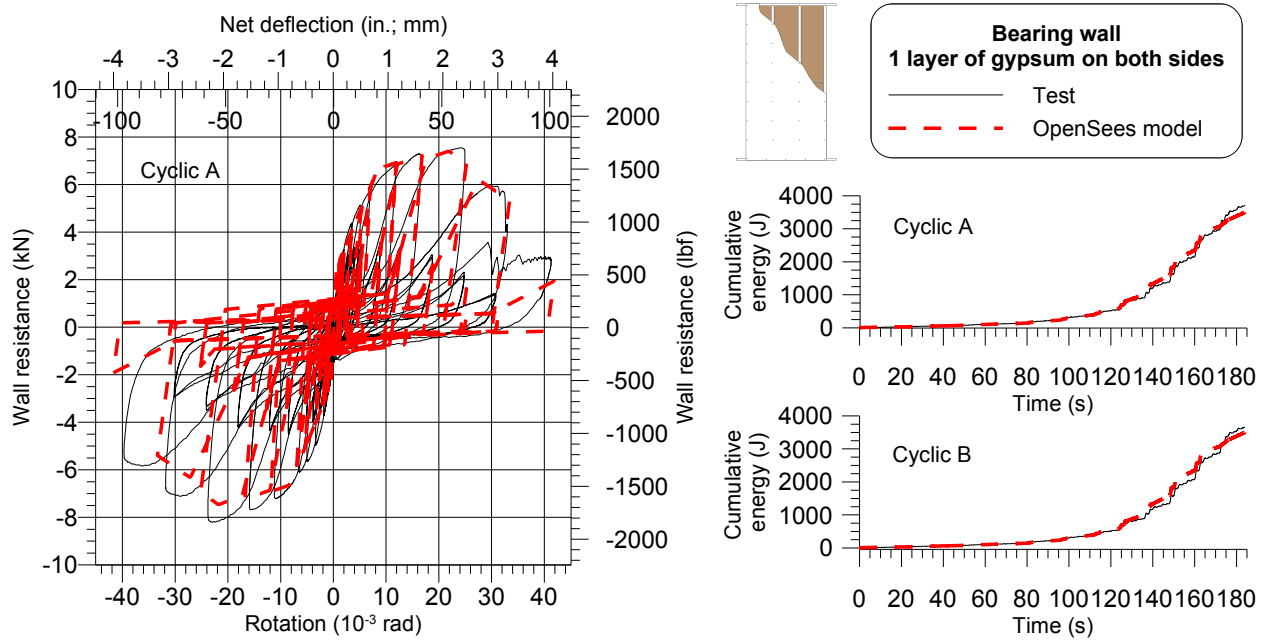 Net deflection (in.; mm)
-4 -3 -2 -1 0 1 2 3 4
-100 -50 0 50 100
10
8
6
4
2
0
-2
-4
-6
-8
-10
Wall resistance (kN)
Cyclic A
2000
1500
1000
500
0
-500
-1000
-1500
-2000
Wall resistance (lbf)
-40 -30 -20 -10 0 10 20 30 40
Rotation (10⁻³ rad)
Bearing wall
1 layer of gypsum on both sides
Test
OpenSees model
Cumulative
energy (J)
4000
3000
2000
1000
0
Cyclic A
0 20 40 60 80 100 120 140 160 180
Time (s)
Cumulative
energy (J)
4000
3000
2000
1000
0
Cyclic B
0 20 40 60 80 100 120 140 160 180
Time (s)